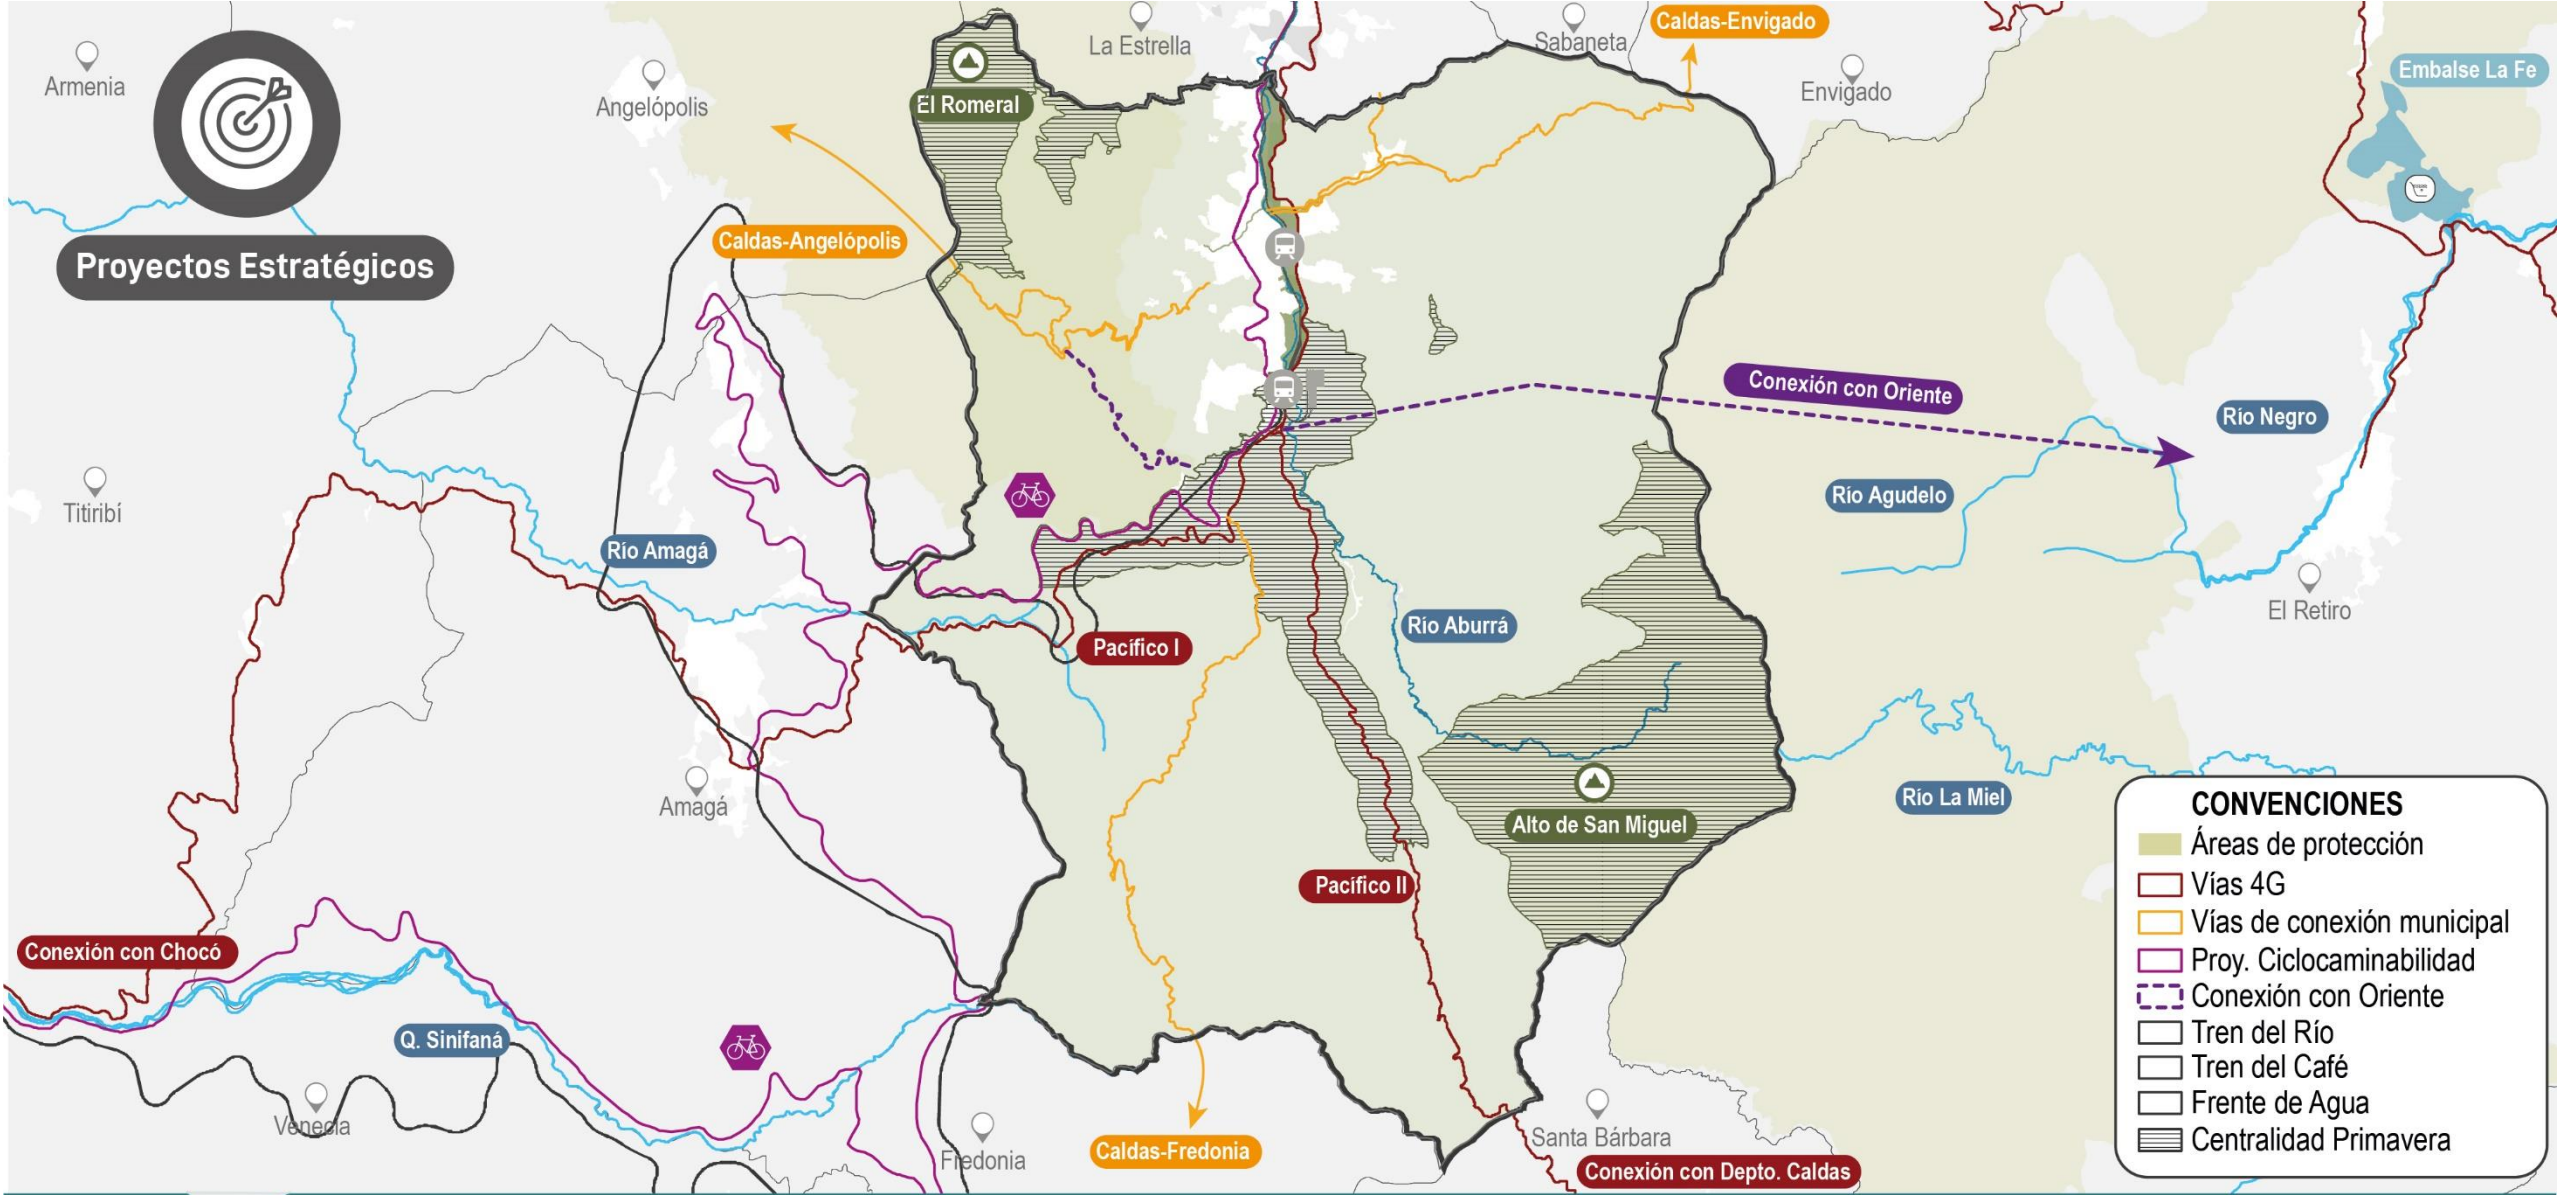 La Estrella
Sabaneta
Caldas-Envigado
Armenia
Angelópolis
El Romeral
Envigado
Embalse La Fe
Proyectos Estratégicos
Caldas-Angelópolis
Conexión con Oriente
Río Negro
Titiribí
Río Agudelo
Río Amagá
El Retiro
Río Aburrá
Pacífico I
Amagá
Alto de San Miguel
Río La Miel
Pacífico II
Conexión con Chocó
Q. Sinifaná
Venecia
Fredonia
Caldas-Fredonia
Santa Bárbara
Conexión con Depto. Caldas
CONVENCIONES
Áreas de protección
Vías 4G
Vías de conexión municipal
Proy. Ciclocaminabilidad
Conexión con Oriente
Tren del Río
Tren del Café
Frente de Agua
Centralidad Primavera